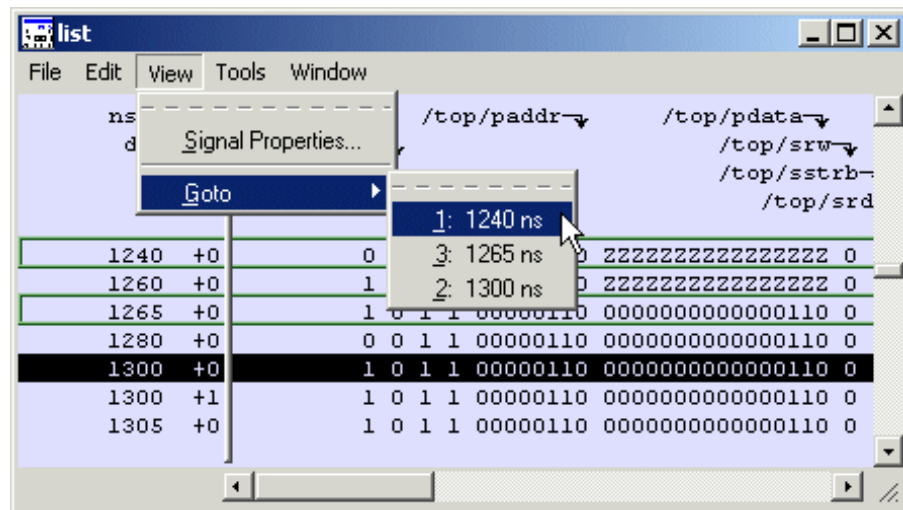 list
File Edit View Tools Window
ns /top/paddr /top/pdata
d Signal Properties... /top/srw
/top/sstrb
Goto /top/srd
1: 1240 ns
1240 +0 0 3: 1265 ns 0 ZZZZZZZZZZZZZZZZ 0
1260 +0 1 2: 1300 ns 0 ZZZZZZZZZZZZZZZZ 0
1265 +0 1 0 1 1 00000110 0000000000000110 0
1280 +0 0 0 1 1 00000110 0000000000000110 0
1300 +0 1 0 1 1 00000110 0000000000000110 0
1300 +1 1 0 1 1 00000110 0000000000000110 0
1305 +0 1 0 1 1 00000110 0000000000000110 0